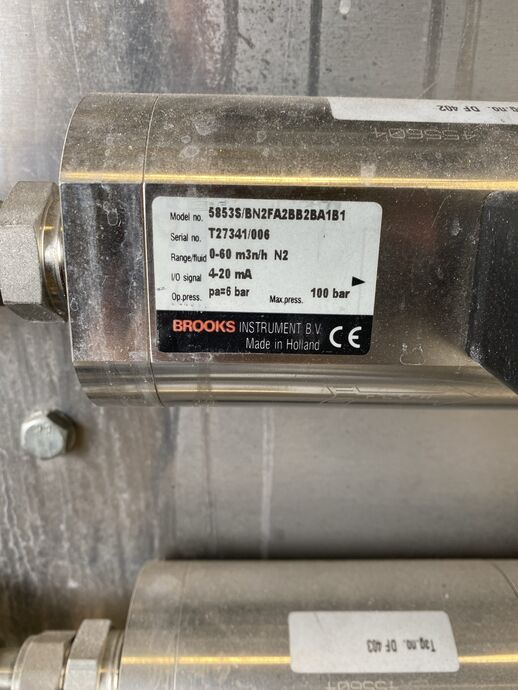 Tag.no. DF 402
455604
Model no. 5853S/BN2FA2BB2BA1B1
Serial no. T27341/006
Range/fluid 0-60 m3n/h N2
I/O signal 4-20 mA
Op.press. pa=6 bar Max.press. 100 bar
BROOKS INSTRUMENT B.V.
Made in Holland CE
Tag.no. DF 403